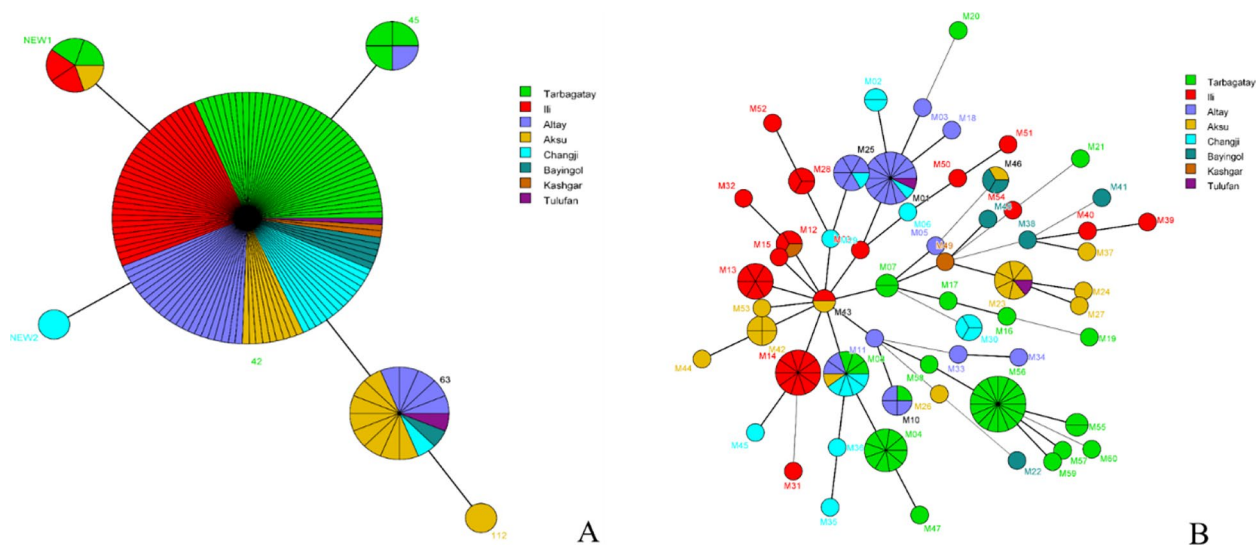 NEW1
45
Tarbagatay
Ili
Altay
Aksu
Changji
Bayingol
Kashgar
Tulufan
NEW2
42
63
112
A
M20
Tarbagatay
Ili
Altay
Aksu
Changji
Bayingol
Kashgar
Tulufan
M02
M52
M03
M18
M51
M25
M50
M46
M21
M28
M01
M54
M41
M32
M06
M12
M05
M38
M40
M39
M15
M49
M37
M13
M07
M17
M53
M43
M23
M24
M27
M42
M16
M30
M14
M11
M19
M44
M33
M34
M56
M26
M10
M04
M55
M45
M60
M57
M22
M59
M31
M35
M47
B